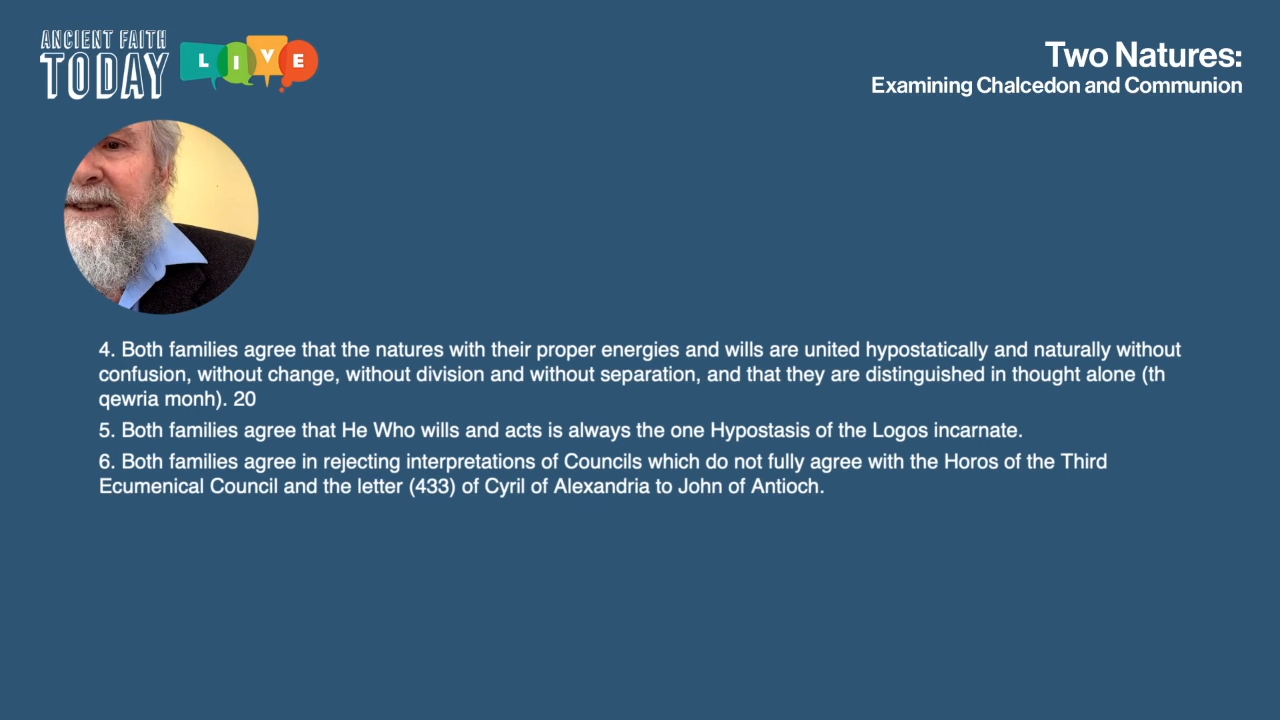 ANCIENT FAITH
TODAY
LIVE
Two Natures:
Examining Chalcedon and Communion
4. Both families agree that the natures with their proper energies and wills are united hypostatically and naturally without
confusion, without change, without division and without separation, and that they are distinguished in thought alone (th
qewria monh). 20
5. Both families agree that He Who wills and acts is always the one Hypostasis of the Logos incarnate.
6. Both families agree in rejecting interpretations of Councils which do not fully agree with the Horos of the Third
Ecumenical Council and the letter (433) of Cyril of Alexandria to John of Antioch.